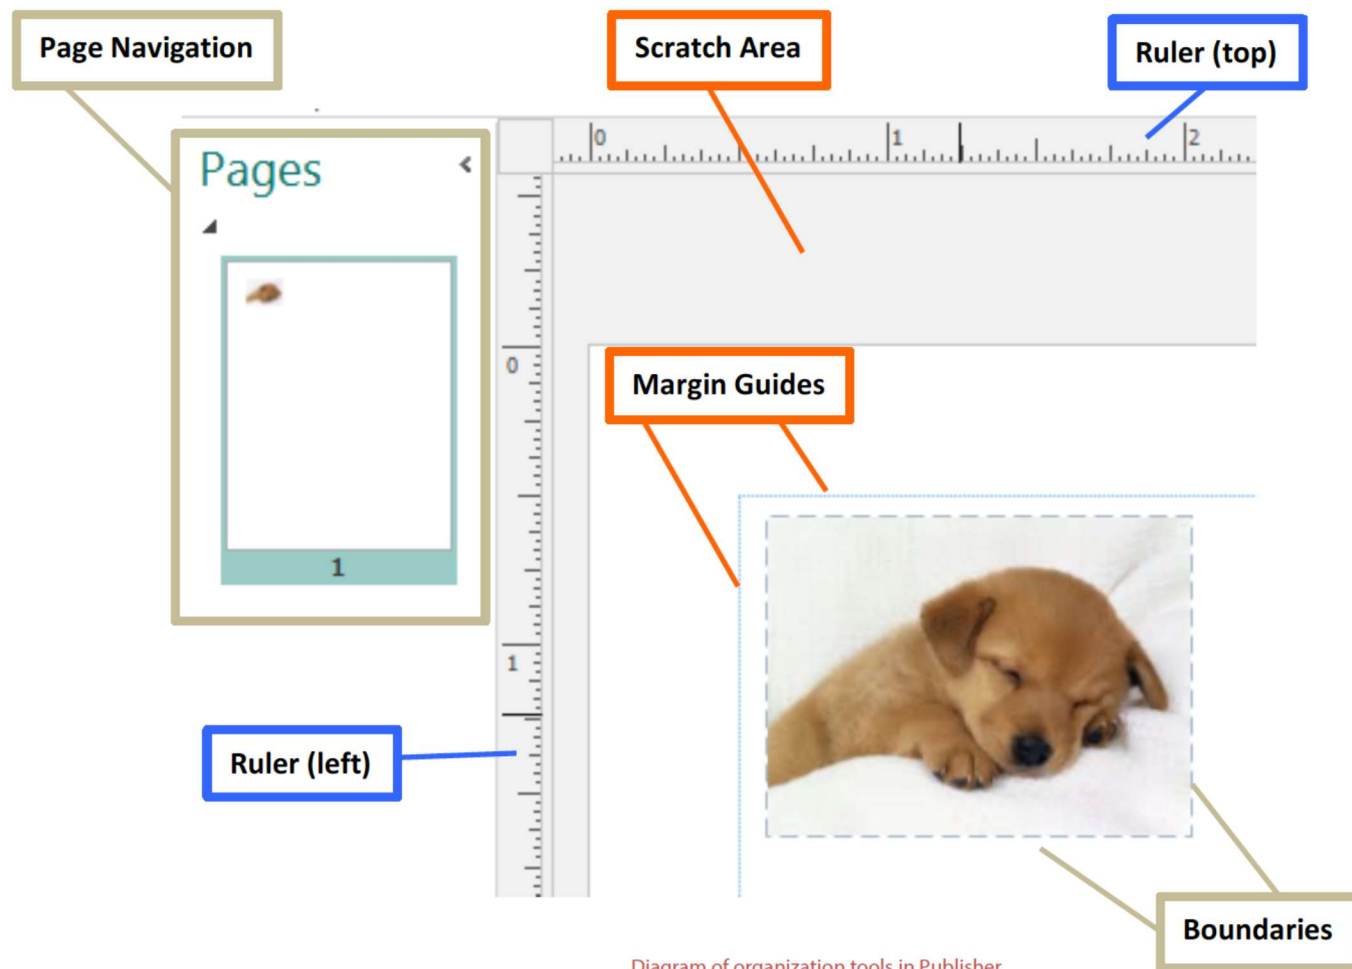 Page Navigation
Scratch Area
Ruler (top)
Pages
0 1 2
0
Margin Guides
1
1
Ruler (left)
Boundaries
Diagram of organization tools in Publisher